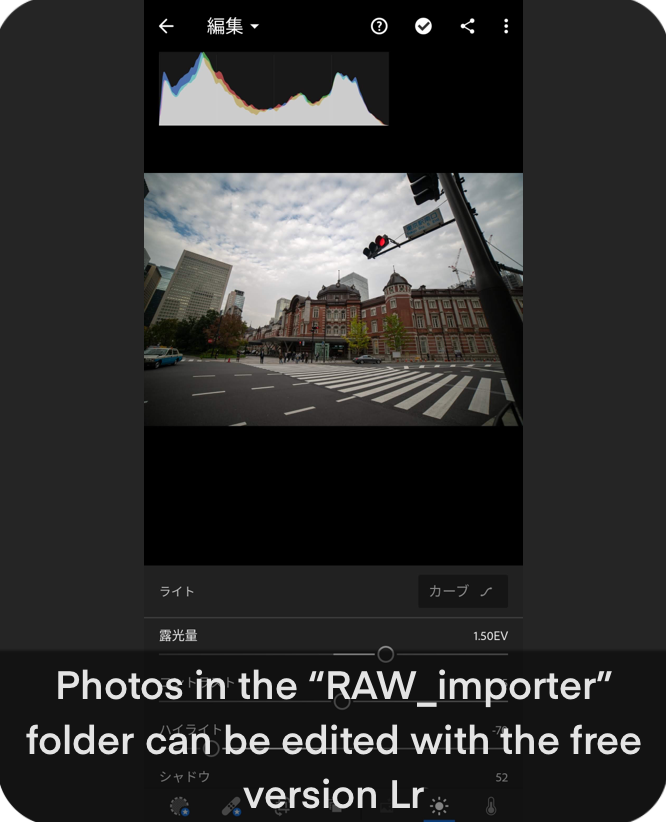 編集
ライト
カーブ
露光量
1.50EV
Photos in the “RAW_importer”
ハイライト
folder can be edited with the free
シャドウ
52
version Lr